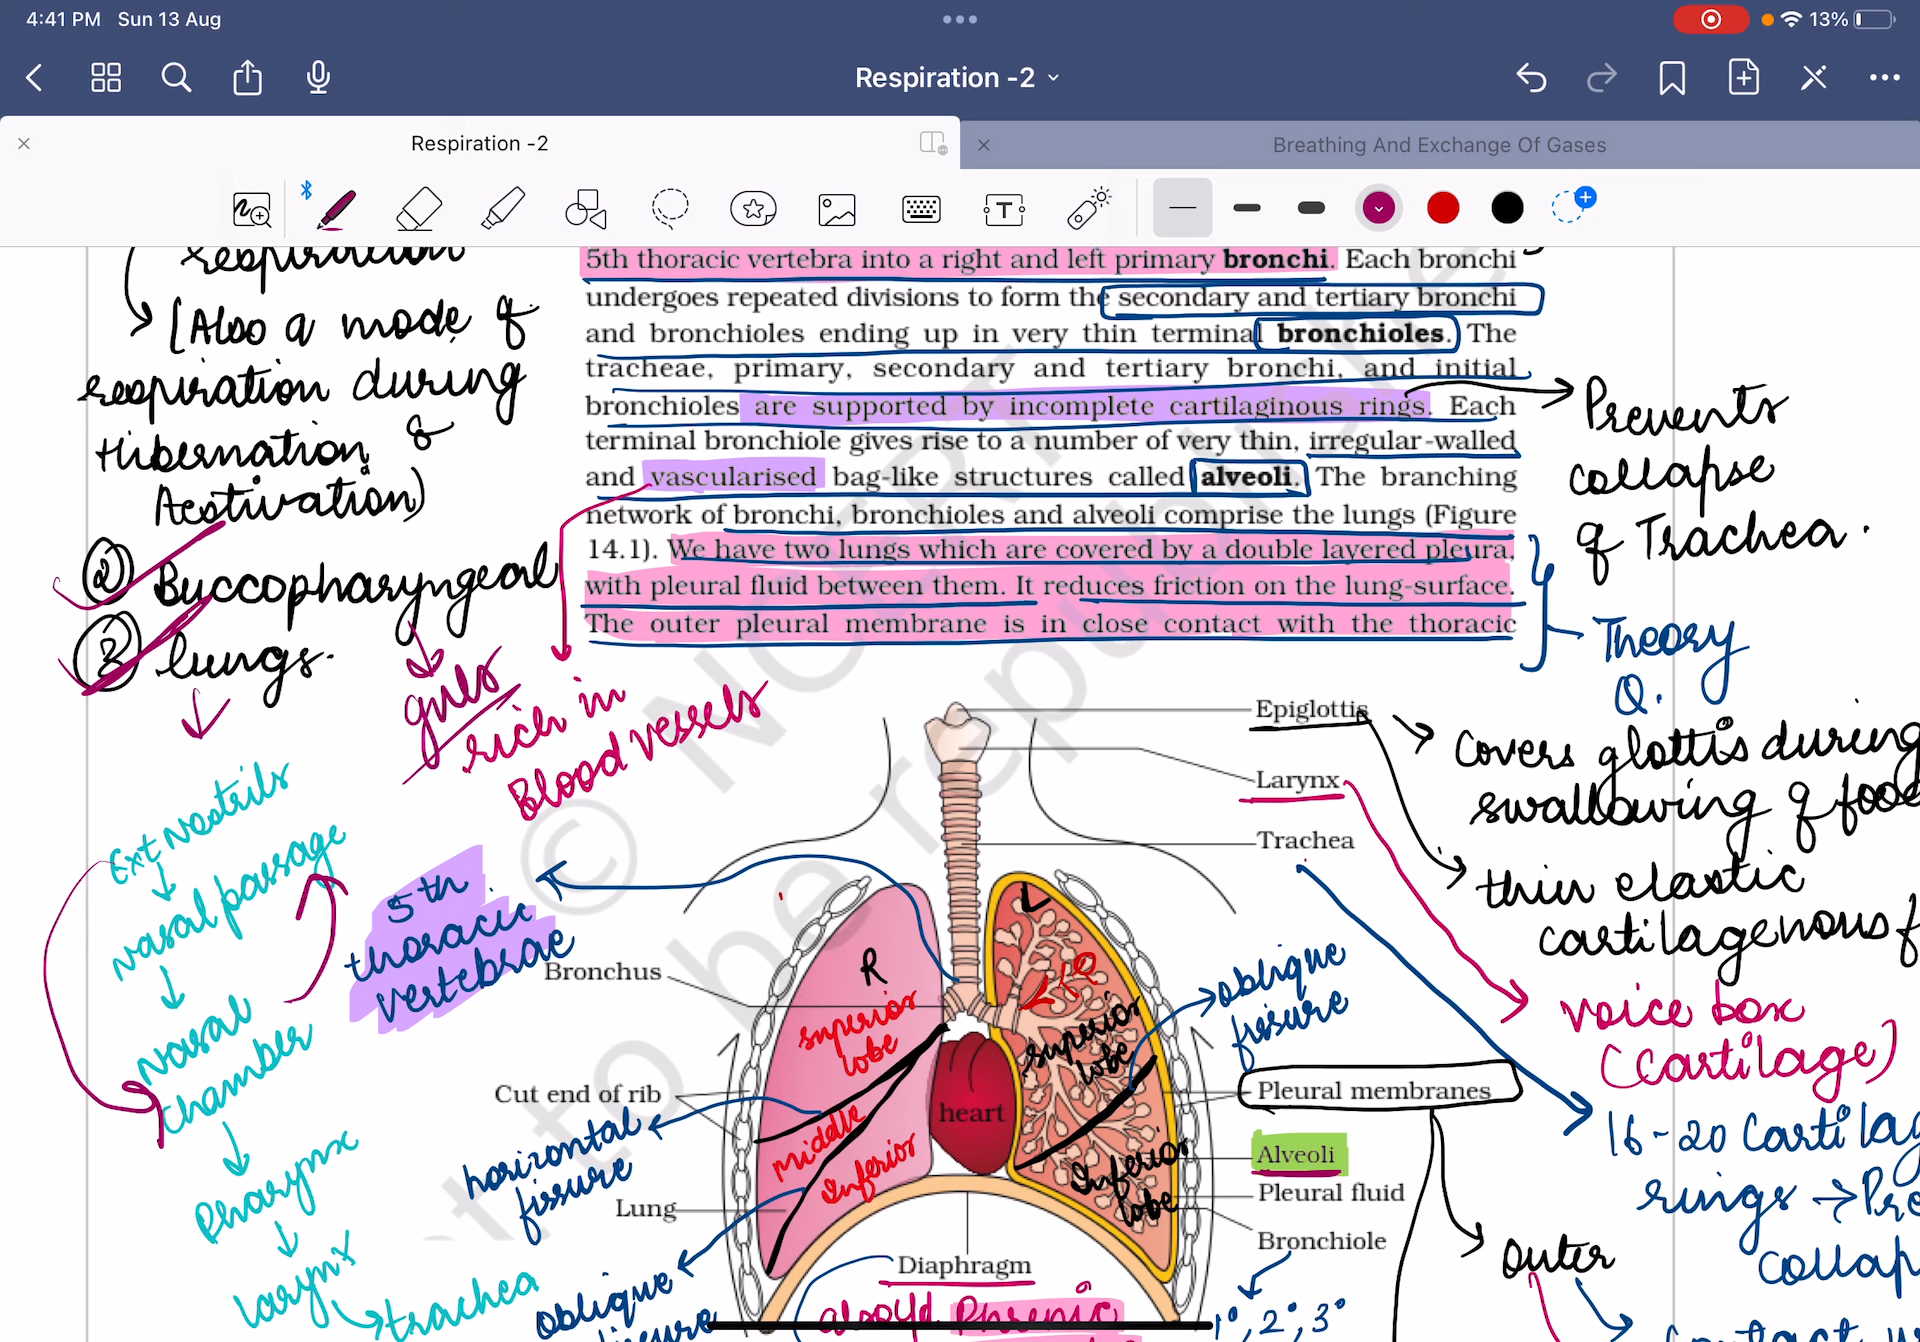 4:41 PM Sun 13 Aug
13%
Respiration -2
Respiration -2
Breathing And Exchange Of Gases
respiration
[Also a mode of
respiration during
Hibernation &
Aestivation)
② Buccopharyngeal
③ lungs.
gills
rich in
Blood vessels
5th thoracic vertebra into a right and left primary bronchi. Each bronchi
undergoes repeated divisions to form the secondary and tertiary bronchi
and bronchioles ending up in very thin terminal bronchioles. The
tracheae, primary, secondary and tertiary bronchi, and initial
bronchioles are supported by incomplete cartilaginous rings. Each
terminal bronchiole gives rise to a number of very thin, irregular-walled
and vascularised bag-like structures called alveoli. The branching
network of bronchi, bronchioles and alveoli comprise the lungs (Figure
14.1). We have two lungs which are covered by a double layered pleura,
with pleural fluid between them. It reduces friction on the lung-surface.
The outer pleural membrane is in close contact with the thoracic
Prevents
collapse
of Trachea.
Theory
Q.
Epiglottis
covers glottis during
swallowing of food
thin elastic
cartilagenous f
Larynx
voice box
(cartilage)
Trachea
16-20 Cartilag
rings → Pre
collap
Ext Nostrils
nasal passage
Nasal
chamber
Pharynx
larynx
trachea
5th
thoracic
vertebrae
Bronchus
Cut end of rib
horizontal
fissure
Lung
oblique
R
superior
lobe
Middle
Inferior
heart
L
superior
lobe
Inferior
lobe
oblique
fissure
Pleural membranes
Alveoli
Pleural fluid
Bronchiole
1°, 2°, 3°
Diaphragm
Phrenic
outer
© NCERT
not to be republished